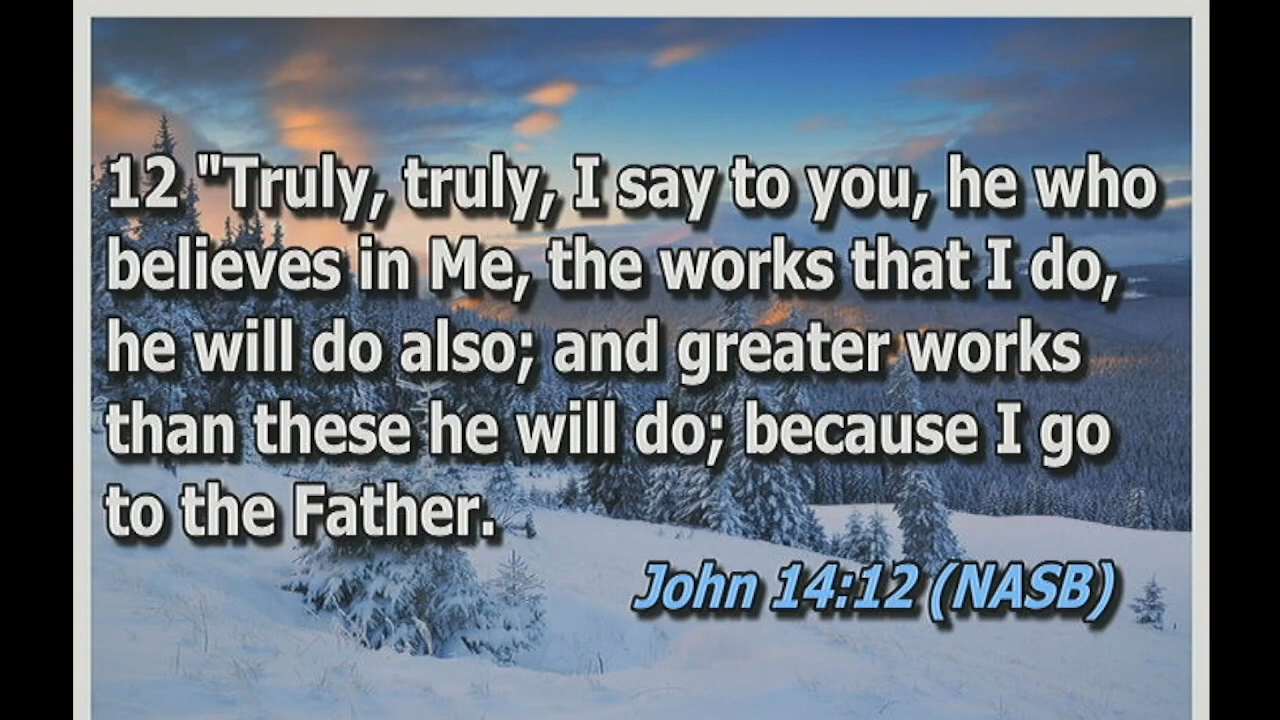 12 "Truly, truly, I say to you, he who
believes in Me, the works that I do,
he will do also; and greater works
than these he will do; because I go
to the Father.
John 14:12 (NASB)